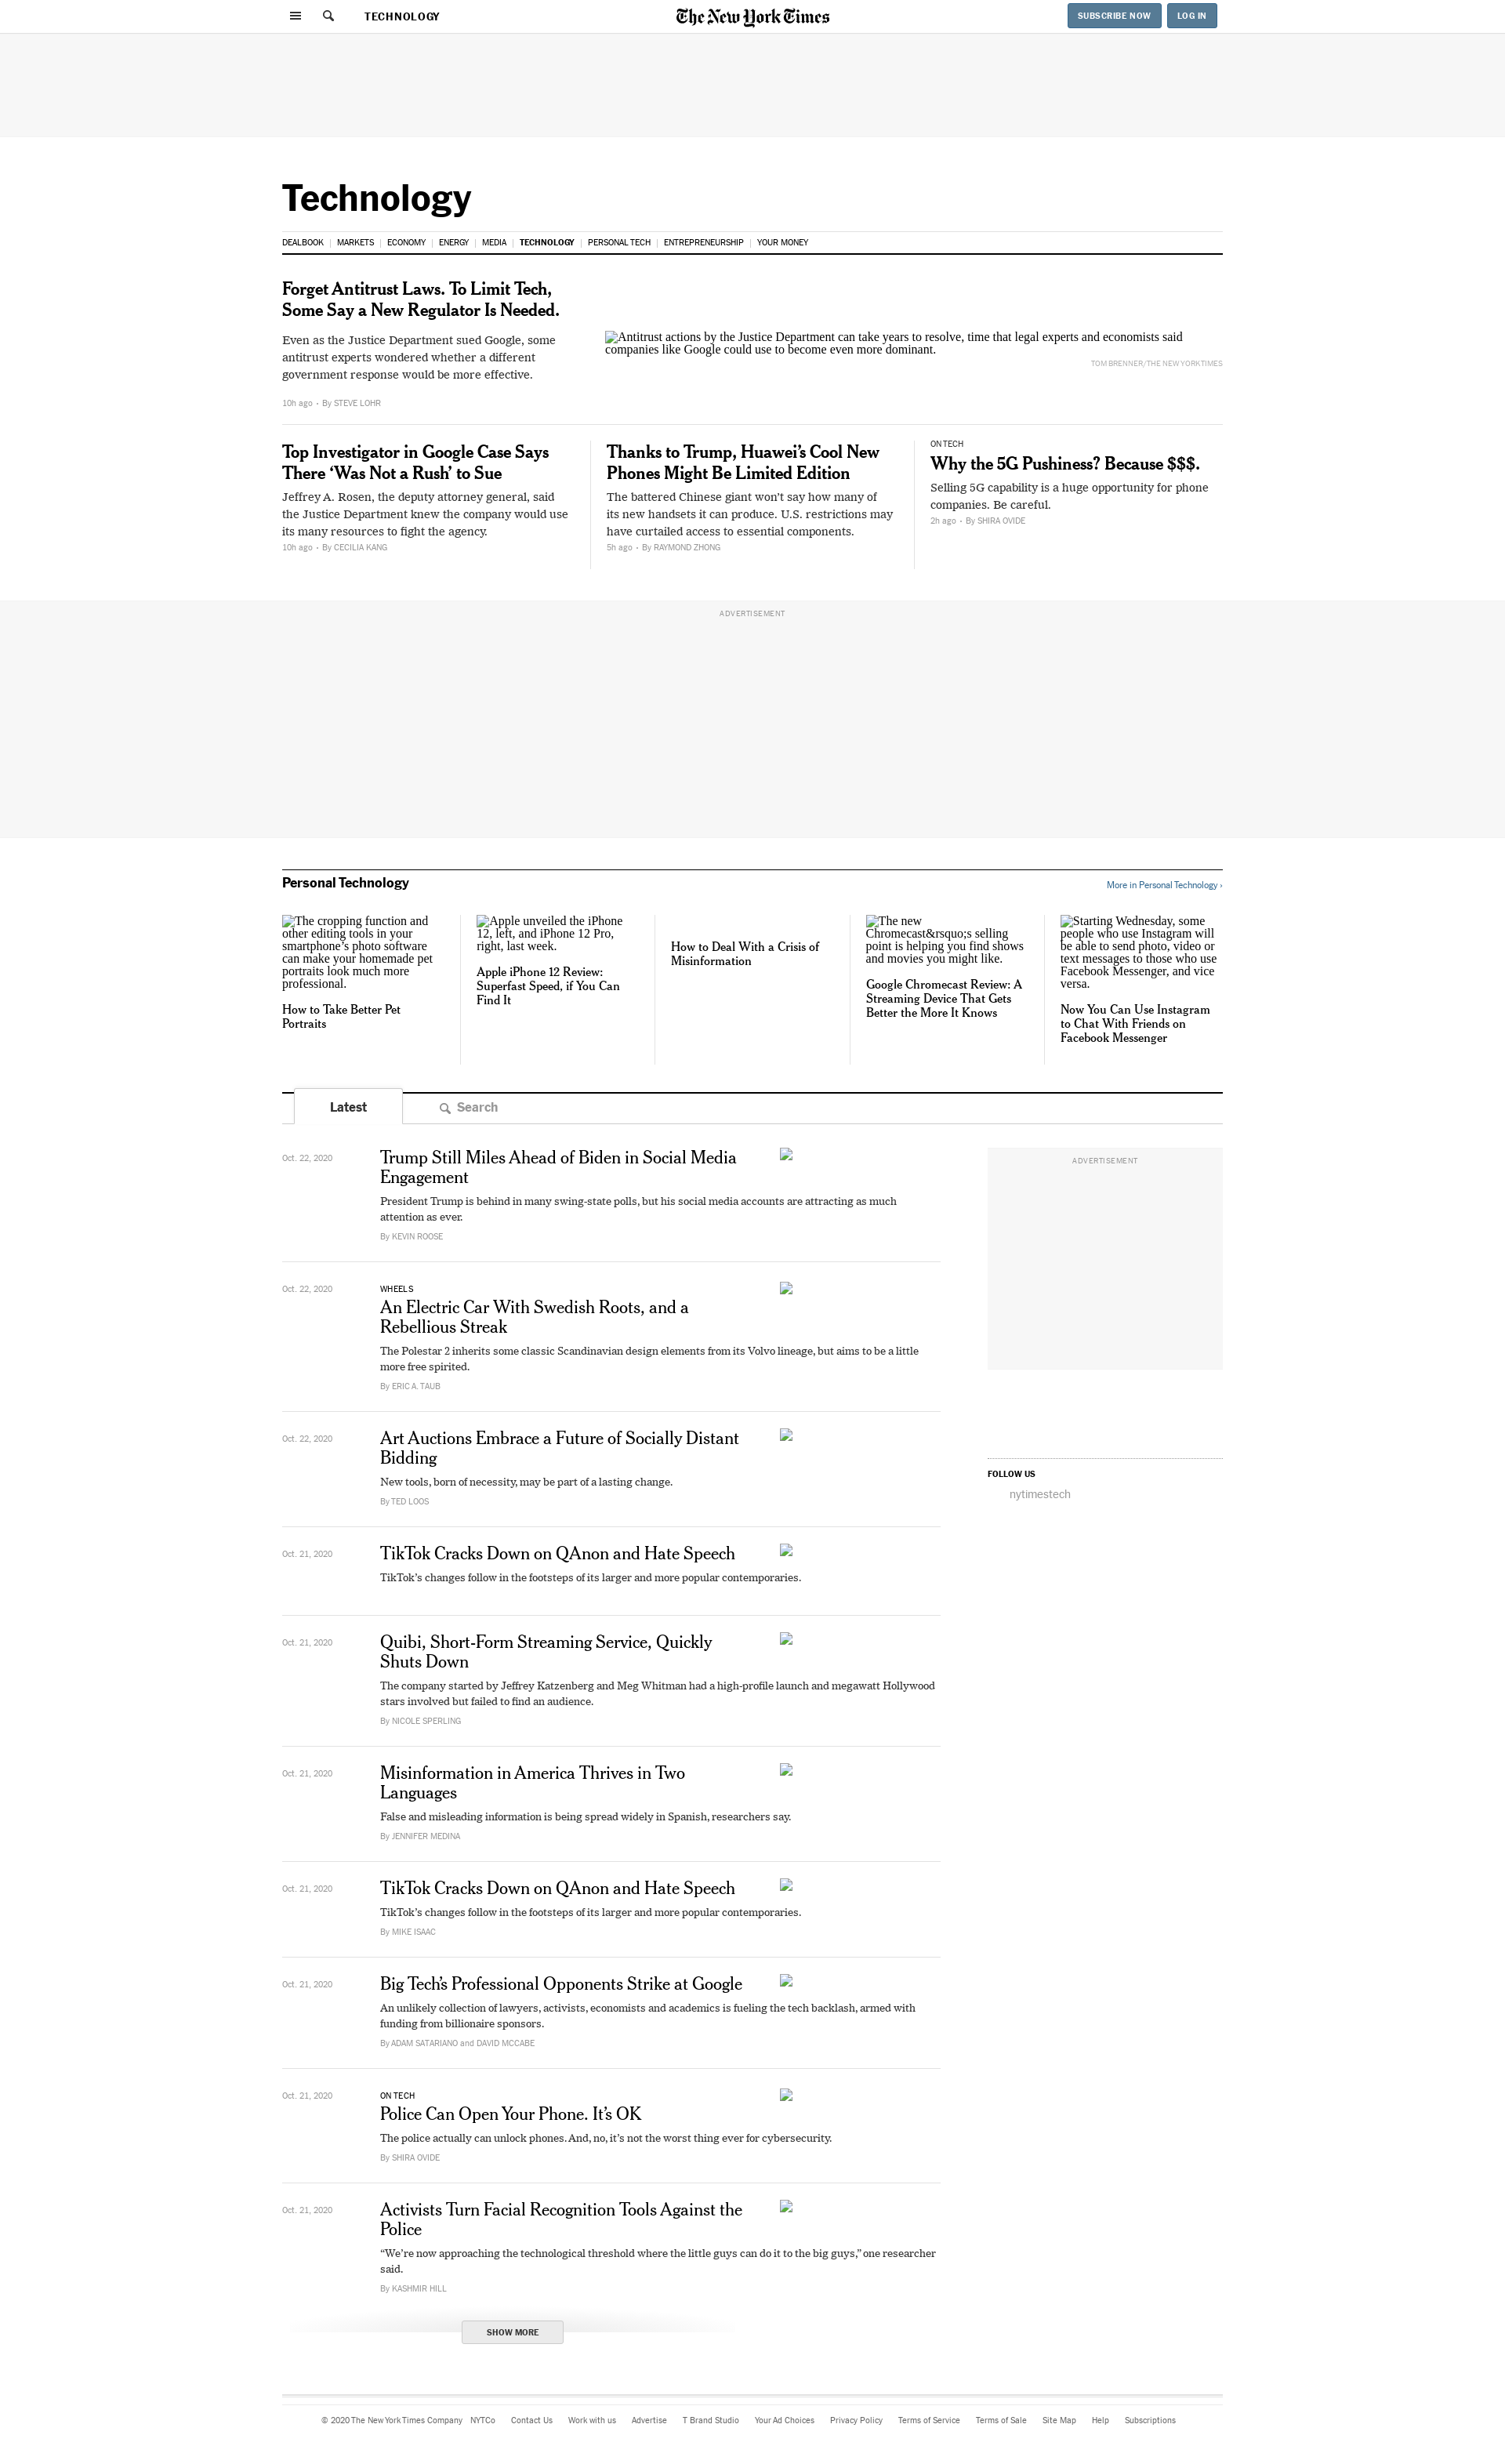 TECHNOLOGY
The New York Times
SUBSCRIBE NOW
LOG IN
Technology
DEALBOOK
MARKETS
ECONOMY
ENERGY
MEDIA
TECHNOLOGY
PERSONAL TECH
ENTREPRENEURSHIP
YOUR MONEY
Forget Antitrust Laws. To Limit Tech,
Some Say a New Regulator Is Needed.
Even as the Justice Department sued Google, some
antitrust experts wondered whether a different
government response would be more effective.
10h ago • By STEVE LOHR
Antitrust actions by the Justice Department can take years to resolve, time that legal experts and economists said
companies like Google could use to become even more dominant.
TOM BRENNER/THE NEW YORK TIMES
Top Investigator in Google Case Says
There ‘Was Not a Rush’ to Sue
Jeffrey A. Rosen, the deputy attorney general, said
the Justice Department knew the company would use
its many resources to fight the agency.
10h ago • By CECILIA KANG
Thanks to Trump, Huawei’s Cool New
Phones Might Be Limited Edition
The battered Chinese giant won’t say how many of
its new handsets it can produce. U.S. restrictions may
have curtailed access to essential components.
5h ago • By RAYMOND ZHONG
ON TECH
Why the 5G Pushiness? Because $$$.
Selling 5G capability is a huge opportunity for phone
companies. Be careful.
2h ago • By SHIRA OVIDE
ADVERTISEMENT
Personal Technology
More in Personal Technology ›
The cropping function and
other editing tools in your
smartphone’s photo software
can make your homemade pet
portraits look much more
professional.
How to Take Better Pet
Portraits
Apple unveiled the iPhone
12, left, and iPhone 12 Pro,
right, last week.
Apple iPhone 12 Review:
Superfast Speed, if You Can
Find It
How to Deal With a Crisis of
Misinformation
The new
Chromecast&rsquo;s selling
point is helping you find shows
and movies you might like.
Google Chromecast Review: A
Streaming Device That Gets
Better the More It Knows
Starting Wednesday, some
people who use Instagram will
be able to send photo, video or
text messages to those who use
Facebook Messenger, and vice
versa.
Now You Can Use Instagram
to Chat With Friends on
Facebook Messenger
Latest
Search
Oct. 22, 2020
Trump Still Miles Ahead of Biden in Social Media
Engagement
President Trump is behind in many swing-state polls, but his social media accounts are attracting as much
attention as ever.
By KEVIN ROOSE
ADVERTISEMENT
Oct. 22, 2020
WHEELS
An Electric Car With Swedish Roots, and a
Rebellious Streak
The Polestar 2 inherits some classic Scandinavian design elements from its Volvo lineage, but aims to be a little
more free spirited.
By ERIC A. TAUB
Oct. 22, 2020
Art Auctions Embrace a Future of Socially Distant
Bidding
New tools, born of necessity, may be part of a lasting change.
By TED LOOS
FOLLOW US
nytimestech
Oct. 21, 2020
TikTok Cracks Down on QAnon and Hate Speech
TikTok’s changes follow in the footsteps of its larger and more popular contemporaries.
Oct. 21, 2020
Quibi, Short-Form Streaming Service, Quickly
Shuts Down
The company started by Jeffrey Katzenberg and Meg Whitman had a high-profile launch and megawatt Hollywood
stars involved but failed to find an audience.
By NICOLE SPERLING
Oct. 21, 2020
Misinformation in America Thrives in Two
Languages
False and misleading information is being spread widely in Spanish, researchers say.
By JENNIFER MEDINA
Oct. 21, 2020
TikTok Cracks Down on QAnon and Hate Speech
TikTok’s changes follow in the footsteps of its larger and more popular contemporaries.
By MIKE ISAAC
Oct. 21, 2020
Big Tech’s Professional Opponents Strike at Google
An unlikely collection of lawyers, activists, economists and academics is fueling the tech backlash, armed with
funding from billionaire sponsors.
By ADAM SATARIANO and DAVID MCCABE
Oct. 21, 2020
ON TECH
Police Can Open Your Phone. It’s OK
The police actually can unlock phones. And, no, it’s not the worst thing ever for cybersecurity.
By SHIRA OVIDE
Oct. 21, 2020
Activists Turn Facial Recognition Tools Against the
Police
“We’re now approaching the technological threshold where the little guys can do it to the big guys,” one researcher
said.
By KASHMIR HILL
SHOW MORE
© 2020 The New York Times Company NYTCo Contact Us Work with us Advertise T Brand Studio Your Ad Choices Privacy Policy Terms of Service Terms of Sale Site Map Help Subscriptions